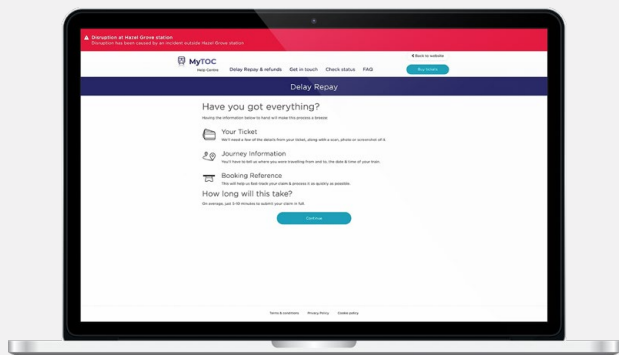 Disruption at Hazel Grove station
Disruption has been caused by an incident outside Hazel Grove station
Back to website
MyTOC
Help Centre Delay Repay & refunds Get in touch Check status FAQ Buy tickets
Delay Repay
Have you got everything?
Having the information below to hand will make this process a breeze.
Your Ticket
We'll need a few of the details from your ticket, along with a scan, photo or screenshot of it
Journey Information
You'll have to tell us where you were travelling from and to, the date & time of your train.
Booking Reference
This will help us fast-track your claim & process it as quickly as possible.
How long will this take?
On average, just minutes to submit your claim in full.
Continue
Terms & conditions Privacy Policy Cookie policy